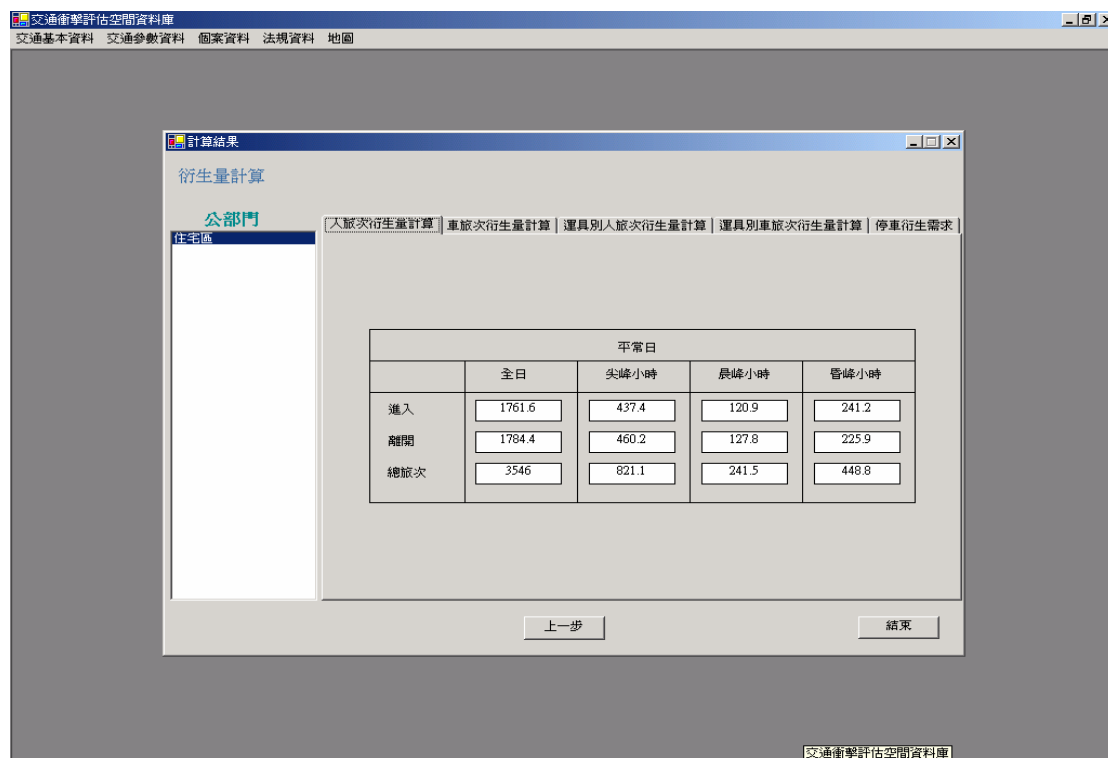 交通衝擊評估空間資料庫
交通基本資料 交通參數資料 個案資料 法規資料 地圖
計算結果
衍生量計算
公部門
住宅區
人旅次衍生量計算 車旅次衍生量計算 運具別人旅次衍生量計算 運具別車旅次衍生量計算 停車衍生需求
平常日
全日 尖峰小時 晨峰小時 昏峰小時
進入 1761.6 437.4 120.9 241.2
離開 1784.4 460.2 127.8 225.9
總旅次 3546 821.1 241.5 448.8
上一步 結束
交通衝擊評估空間資料庫